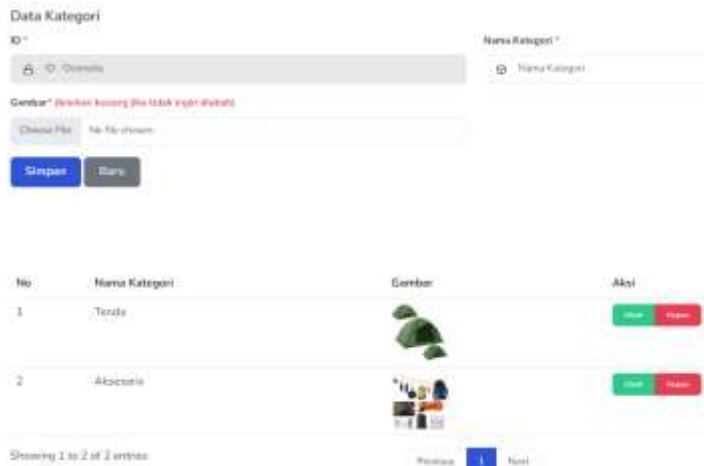 Data Kategori
ID *
Nama Kategori *
ID Otomatis
Nama Kategori
Gambar* (biarkan kosong jika tidak ingin diubah)
Choose File No file chosen
Simpan Baru
No Nama Kategori Gambar Aksi
1 Tenda
2 Aksesoris
Showing 1 to 2 of 2 entries
Previous 1 Next